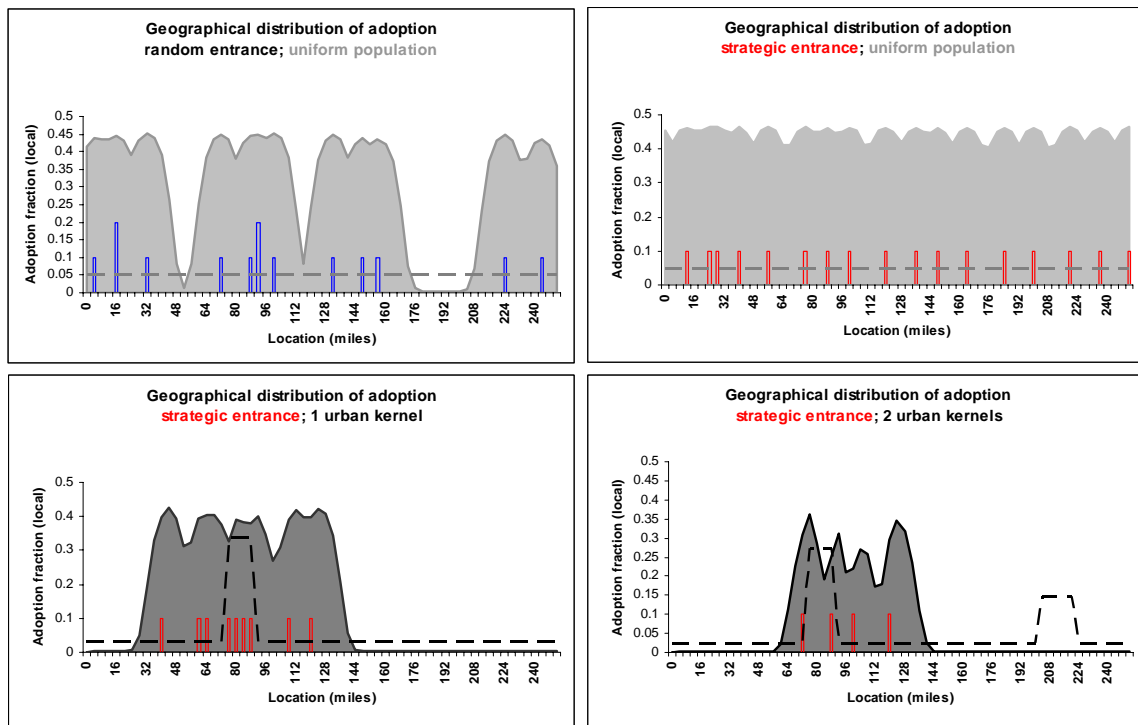 Geographical distribution of adoption
random entrance; uniform population
Adoption fraction (local)
0.5
0.45
0.4
0.35
0.3
0.25
0.2
0.15
0.1
0.05
0
0 16 32 48 64 80 96 112 128 144 160 176 192 208 224 240
Location (miles)
Geographical distribution of adoption
strategic entrance; uniform population
Adoption fraction (local)
0.5
0.4
0.3
0.2
0.1
0
0 16 32 48 64 80 96 112 128 144 160 176 192 208 224 240
Location (miles)
Geographical distribution of adoption
strategic entrance; 1 urban kernel
Adoption fraction (local)
0.5
0.4
0.3
0.2
0.1
0
0 16 32 48 64 80 96 112 128 144 160 176 192 208 224 240
Location (miles)
Geographical distribution of adoption
strategic entrance; 2 urban kernels
Adoption fraction (local)
0.5
0.45
0.4
0.35
0.3
0.25
0.2
0.15
0.1
0.05
0
0 16 32 48 64 80 96 112 128 144 160 176 192 208 224 240
Location (miles)